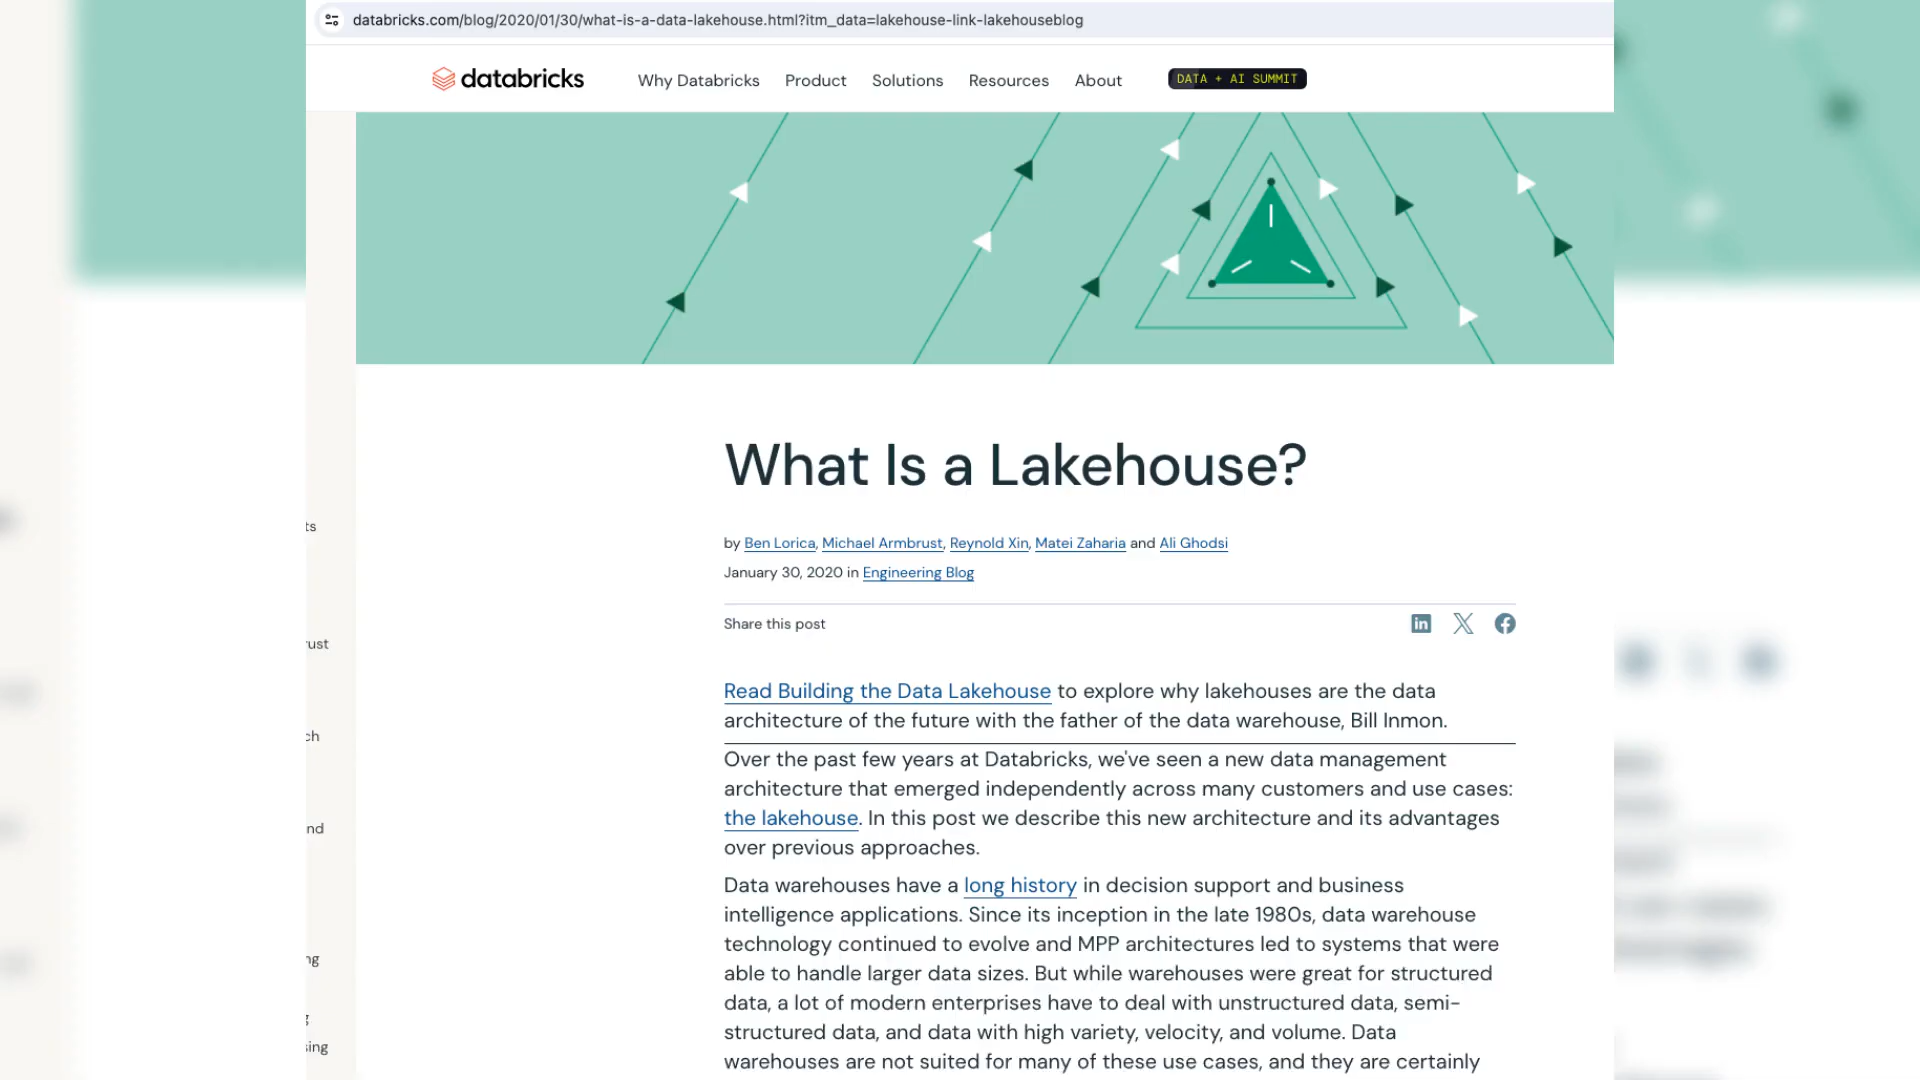 databricks.com/blog/2020/01/30/what-is-a-data-lakehouse.html?itm_data=lakehouse-link-lakehouseblog
databricks Why Databricks Product Solutions Resources About DATA + AI SUMMIT
What Is a Lakehouse?
by Ben Lorica, Michael Armbrust, Reynold Xin, Matei Zaharia and Ali Ghodsi
January 30, 2020 in Engineering Blog
Share this post
Read Building the Data Lakehouse to explore why lakehouses are the data
architecture of the future with the father of the data warehouse, Bill Inmon.
Over the past few years at Databricks, we've seen a new data management
architecture that emerged independently across many customers and use cases:
the lakehouse. In this post we describe this new architecture and its advantages
over previous approaches.
Data warehouses have a long history in decision support and business
intelligence applications. Since its inception in the late 1980s, data warehouse
technology continued to evolve and MPP architectures led to systems that were
able to handle larger data sizes. But while warehouses were great for structured
data, a lot of modern enterprises have to deal with unstructured data, semi-
structured data, and data with high variety, velocity, and volume. Data
warehouses are not suited for many of these use cases, and they are certainly